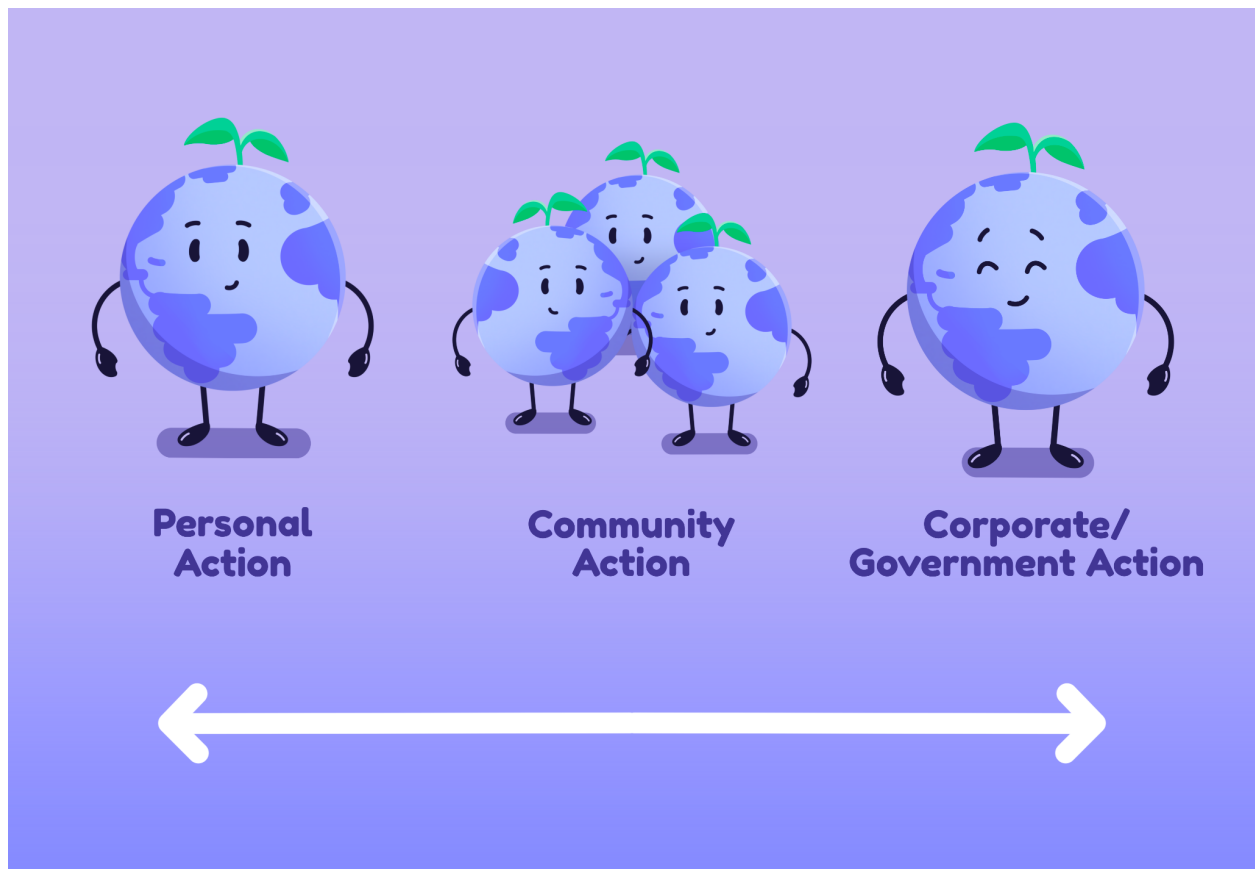 Personal
Action
Community
Action
Corporate/
Government Action